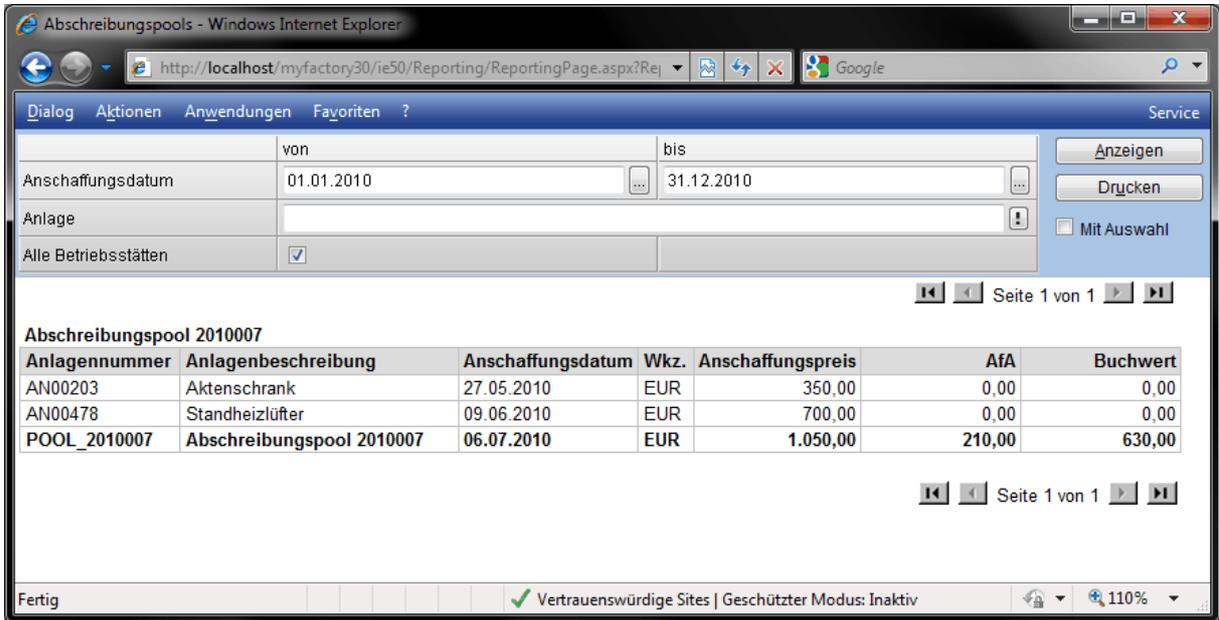 Abschreibungspools - Windows Internet Explorer
http://localhost/myfactory30/ie50/Reporting/ReportingPage.aspx?Re
Google
Dialog Aktionen Anwendungen Favoriten ? Service
von bis Anzeigen
Anschaffungsdatum 01.01.2010 ... 31.12.2010 ... Drucken
Anlage ! Mit Auswahl
Alle Betriebsstätten
Seite 1 von 1
Abschreibungspool 2010007
Anlagennummer Anlagenbeschreibung Anschaffungsdatum Wkz. Anschaffungspreis AfA Buchwert
AN00203 Aktenschrank 27.05.2010 EUR 350,00 0,00 0,00
AN00478 Standheizlüfter 09.06.2010 EUR 700,00 0,00 0,00
POOL_2010007 Abschreibungspool 2010007 06.07.2010 EUR 1.050,00 210,00 630,00
Seite 1 von 1
Fertig Vertrauenswürdige Sites | Geschützter Modus: Inaktiv 110%